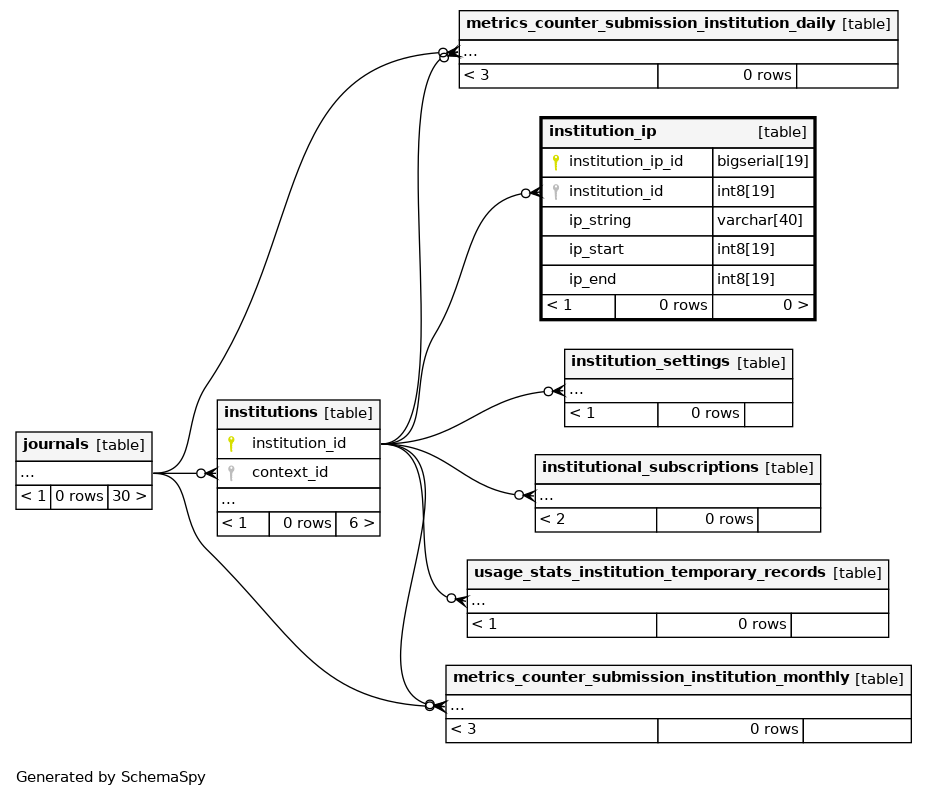 metrics_counter_submission_institution_daily [table]
...
< 3 0 rows
institution_ip [table]
institution_ip_id bigserial[19]
institution_id int8[19]
ip_string varchar[40]
ip_start int8[19]
ip_end int8[19]
< 1 0 rows 0 >
institution_settings [table]
...
< 1 0 rows
institutions [table]
institution_id
context_id
...
< 1 0 rows 6 >
journals [table]
...
< 1 0 rows 30 >
institutional_subscriptions [table]
...
< 2 0 rows
usage_stats_institution_temporary_records [table]
...
< 1 0 rows
metrics_counter_submission_institution_monthly [table]
...
< 3 0 rows
Generated by SchemaSpy